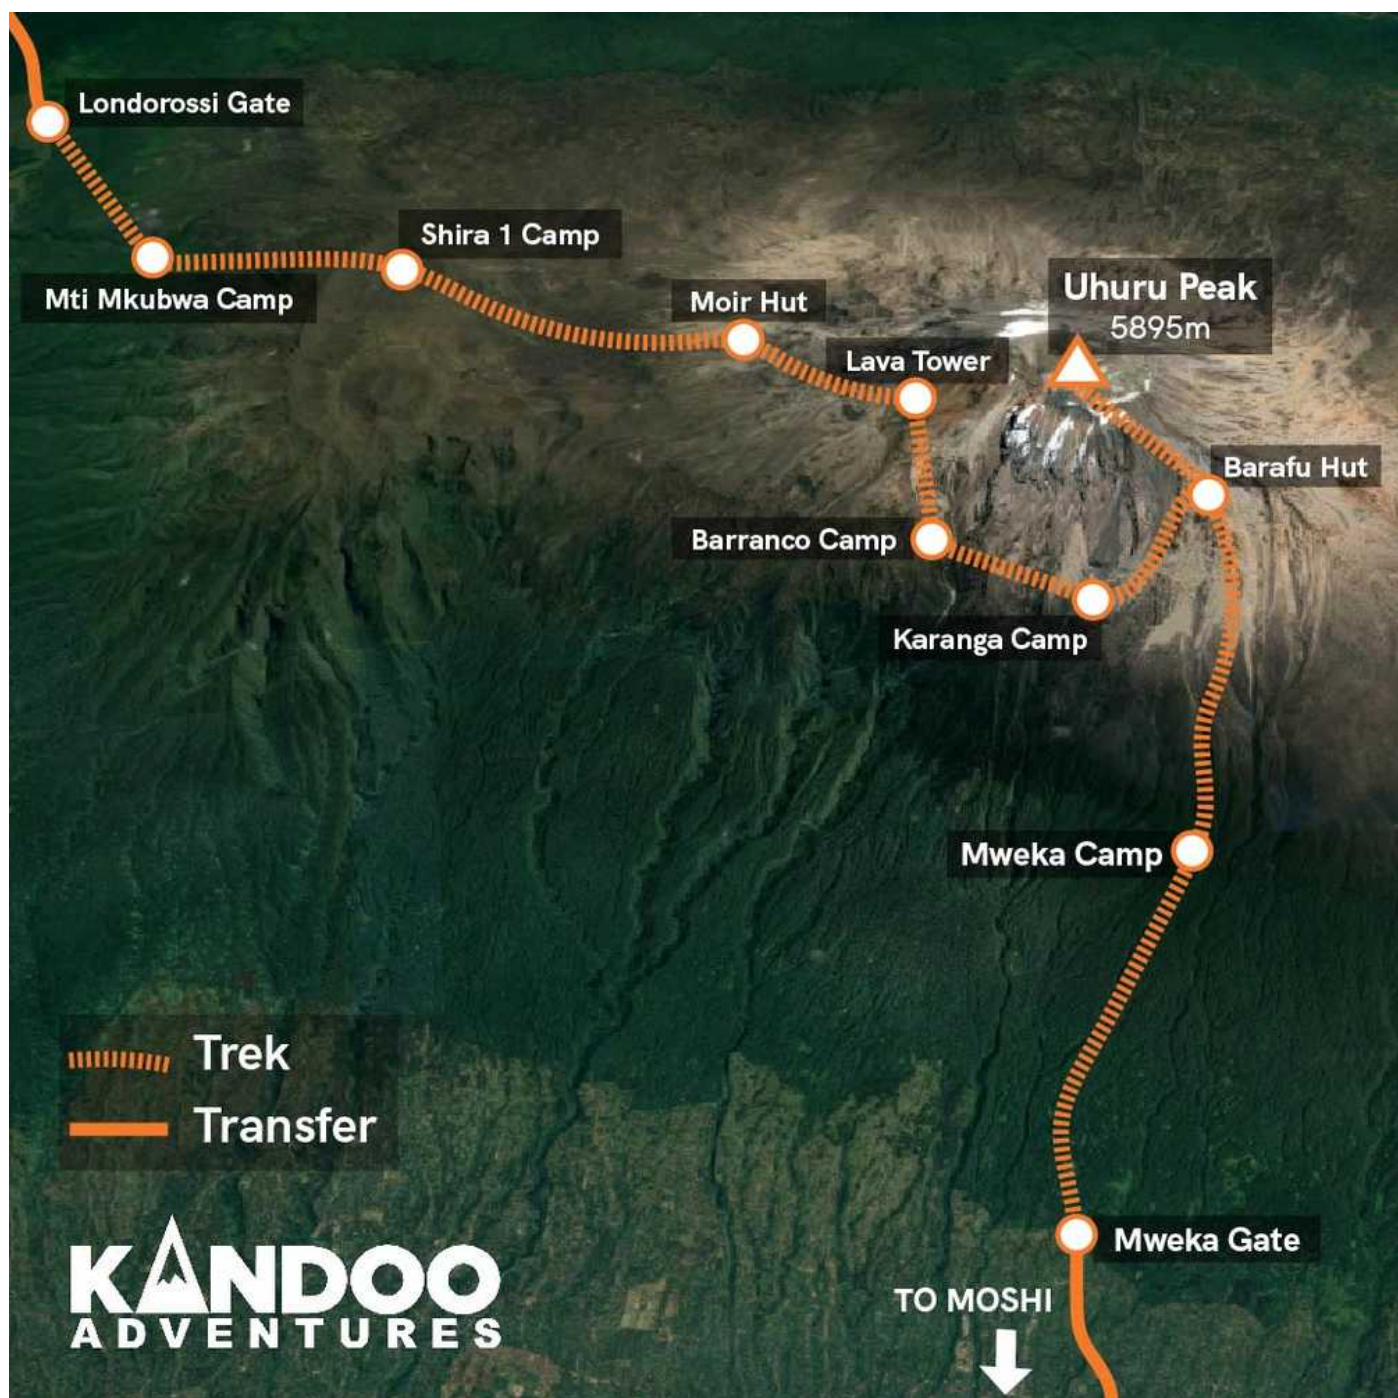 Londorossi Gate
Shira 1 Camp
Mti Mkubwa Camp
Moir Hut
Uhuru Peak
5895m
Lava Tower
Barafu Hut
Barranco Camp
Karanga Camp
Mweka Camp
Trek
Transfer
Mweka Gate
KANDOO
ADVENTURES
TO MOSHI